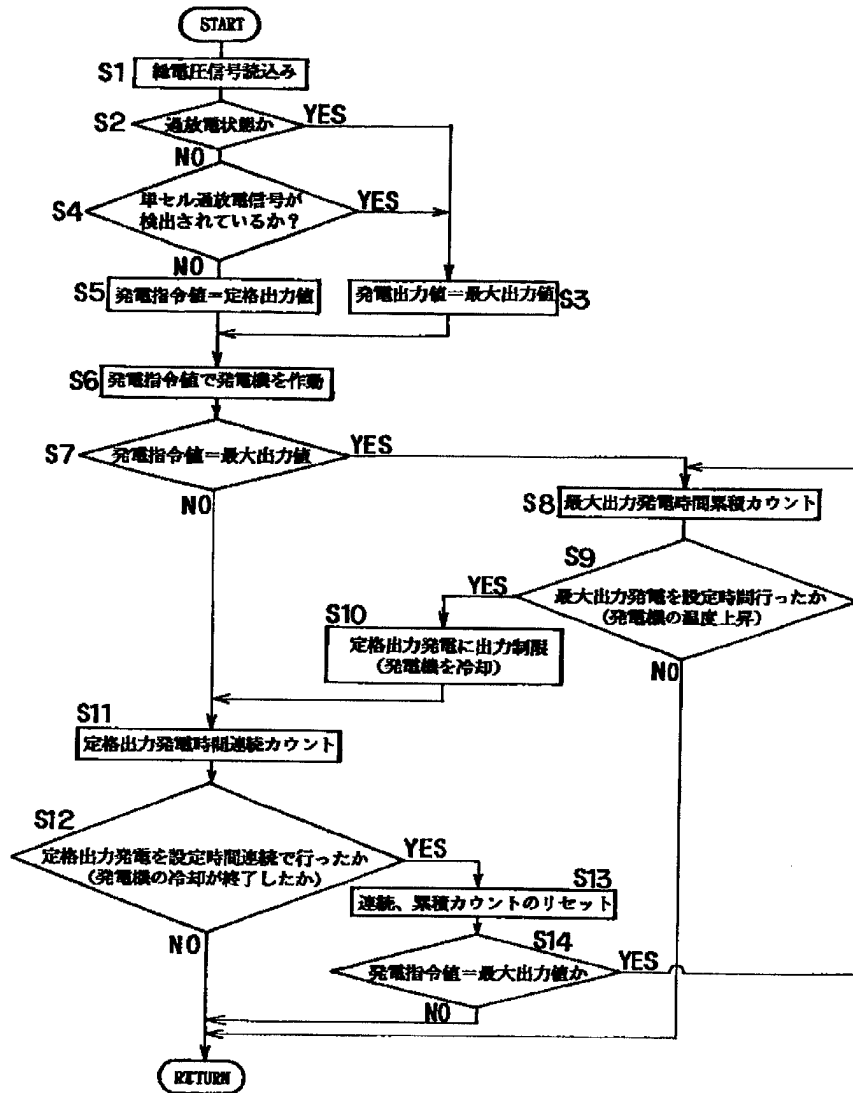 START
S1
総電圧信号読込み
S2
過放電状態か
YES
NO
S4
単セル過放電信号が
検出されているか？
YES
NO
S5
発電指令値＝定格出力値
発電出力値＝最大出力値
S3
S6
発電指令値で発電機を作動
S7
発電指令値＝最大出力値
YES
NO
S8
最大出力発電時間累積カウント
S9
最大出力発電を設定時間行ったか
(発電機の温度上昇)
YES
NO
S10
定格出力発電に出力制限
(発電機を冷却)
S11
定格出力発電時間連続カウント
S12
定格出力発電を設定時間連続で行ったか
(発電機の冷却が終了したか)
YES
NO
S13
連続、累積カウントのリセット
S14
発電指令値＝最大出力値か
YES
NO
RETURN